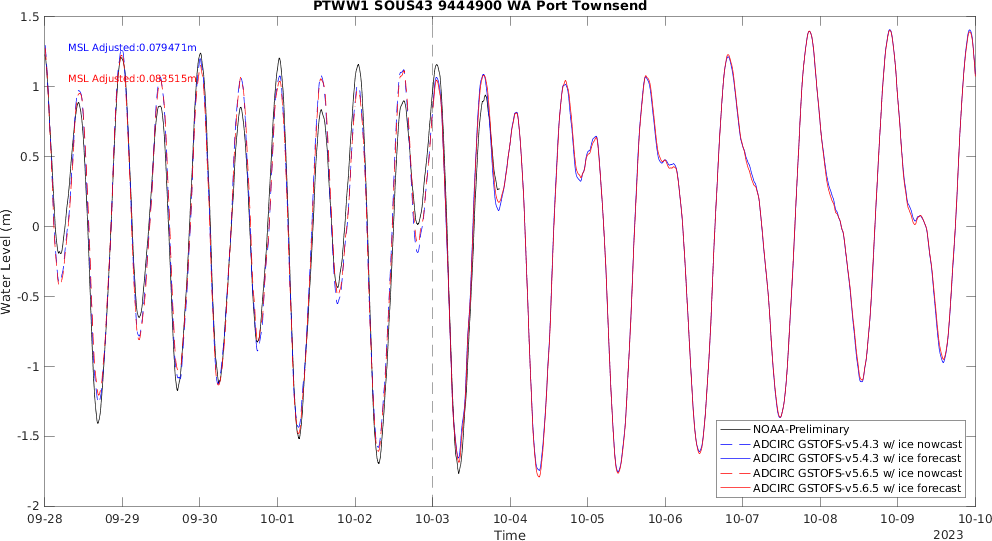 PTWW1 SOUS43 9444900 WA Port Townsend
MSL Adjusted:0.079471m
MSL Adjusted:0.083515m
Water Level (m)
1.5
1
0.5
0
-0.5
-1
-1.5
-2
NOAA-Preliminary
ADCIRC GSTOFS-v5.4.3 w/ ice nowcast
ADCIRC GSTOFS-v5.4.3 w/ ice forecast
ADCIRC GSTOFS-v5.6.5 w/ ice nowcast
ADCIRC GSTOFS-v5.6.5 w/ ice forecast
09-28 09-29 09-30 10-01 10-02 10-03 10-04 10-05 10-06 10-07 10-08 10-09 10-10
Time
2023